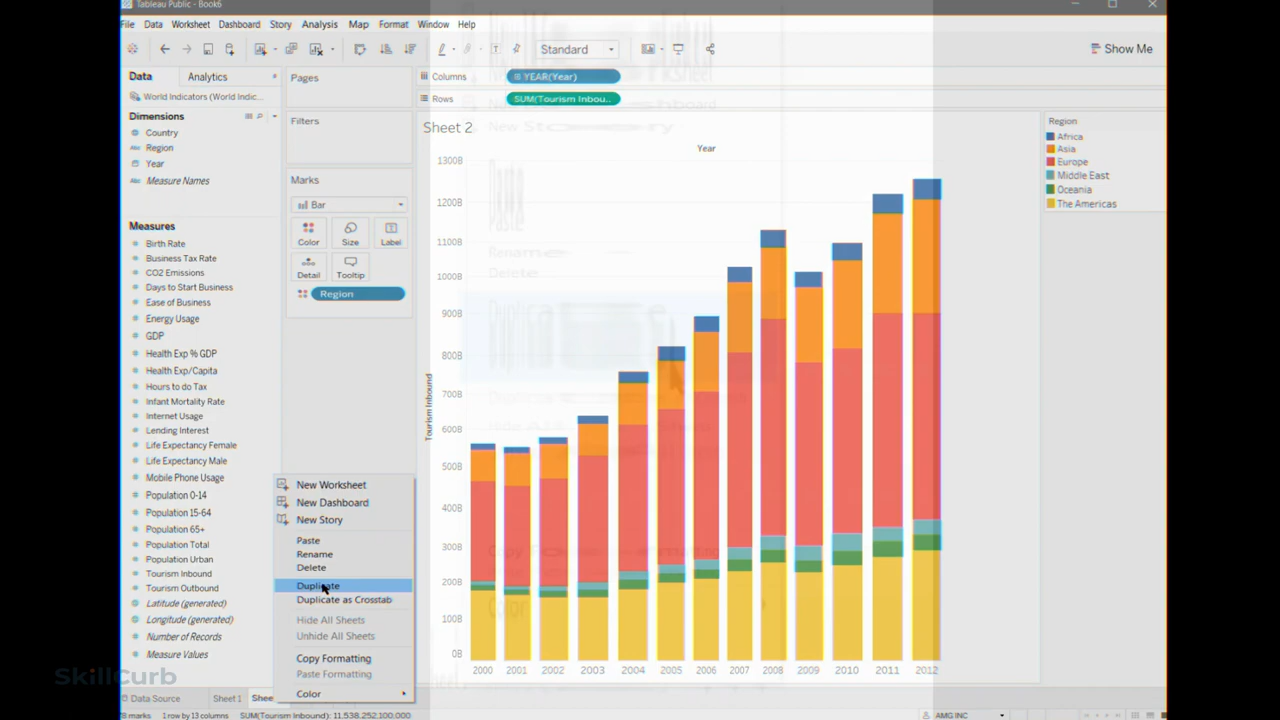 Tableau Public - Book6
File Data Worksheet Dashboard Story Analysis Map Format Window Help
Standard
Show Me
Data Analytics
World Indicators (World Indic...
Dimensions
Country
Abc Region
Year
Abc Measure Names
Measures
Birth Rate
Business Tax Rate
CO2 Emissions
Days to Start Business
Ease of Business
Energy Usage
GDP
Health Exp % GDP
Health Exp/Capita
Hours to do Tax
Infant Mortality Rate
Internet Usage
Lending Interest
Life Expectancy Female
Life Expectancy Male
Mobile Phone Usage
Population 0-14
Population 15-64
Population 65+
Population Total
Population Urban
Tourism Inbound
Tourism Outbound
Latitude (generated)
Longitude (generated)
Number of Records
Measure Values
Pages
Filters
Marks
Bar
Color Size Label
Detail Tooltip
Region
Columns YEAR(Year)
Rows SUM(Tourism Inbou..
Sheet 2
Year
Tourism Inbound
1300B
1200B
1100B
1000B
900B
800B
700B
600B
500B
400B
300B
200B
100B
0B
2000 2001 2002 2003 2004 2005 2006 2007 2008 2009 2010 2011 2012
Region
Africa
Asia
Europe
Middle East
Oceania
The Americas
New Worksheet
New Dashboard
New Story
Paste
Rename
Delete
Duplicate
Duplicate as Crosstab
Hide All Sheets
Unhide All Sheets
Copy Formatting
Paste Formatting
Color
SkillCurb
Data Source Sheet 1 Shee
marks 1 row by 13 columns SUM(Tourism Inbound): 11,538,252,100,000
AMG INC